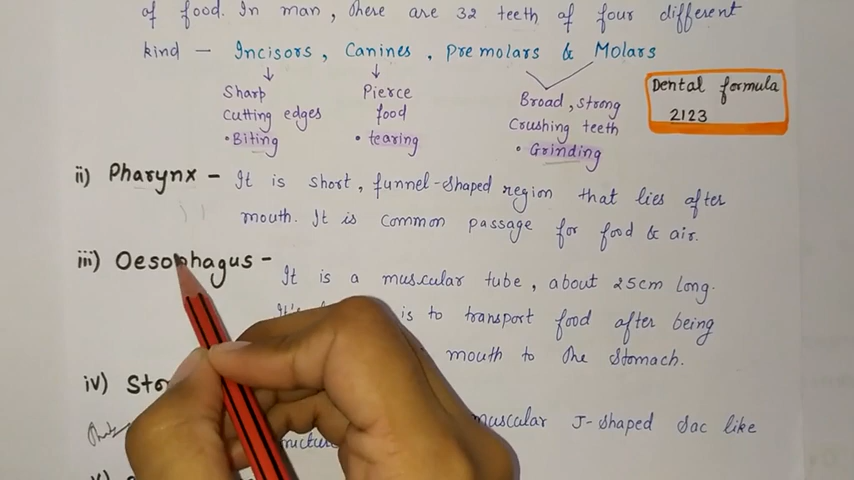 of food. In man, there are 32 teeth of four different
kind - Incisors, Canines, Premolars & Molars
Sharp
Cutting edges
• Biting
Pierce
food
• tearing
Broad, strong
Crushing teeth
• Grinding
Dental formula
2123
ii) Pharynx - It is short, funnel-shaped region that lies after
mouth. It is common passage for food & air.
iii) Oesophagus -
It is a muscular tube, about 25cm long.
It's is to transport food after being
mouth to the stomach.
iv)
muscular J-shaped Sac like